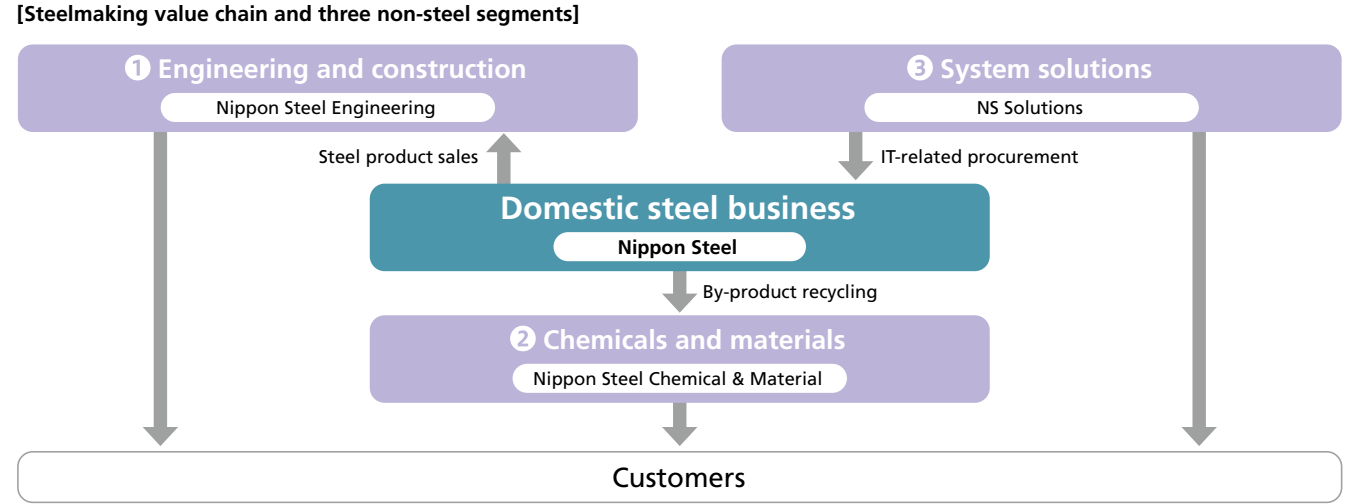 [Steelmaking value chain and three non-steel segments]
❶ Engineering and construction
Nippon Steel Engineering
❸ System solutions
NS Solutions
Steel product sales
IT-related procurement
Domestic steel business
Nippon Steel
By-product recycling
❷ Chemicals and materials
Nippon Steel Chemical & Material
Customers